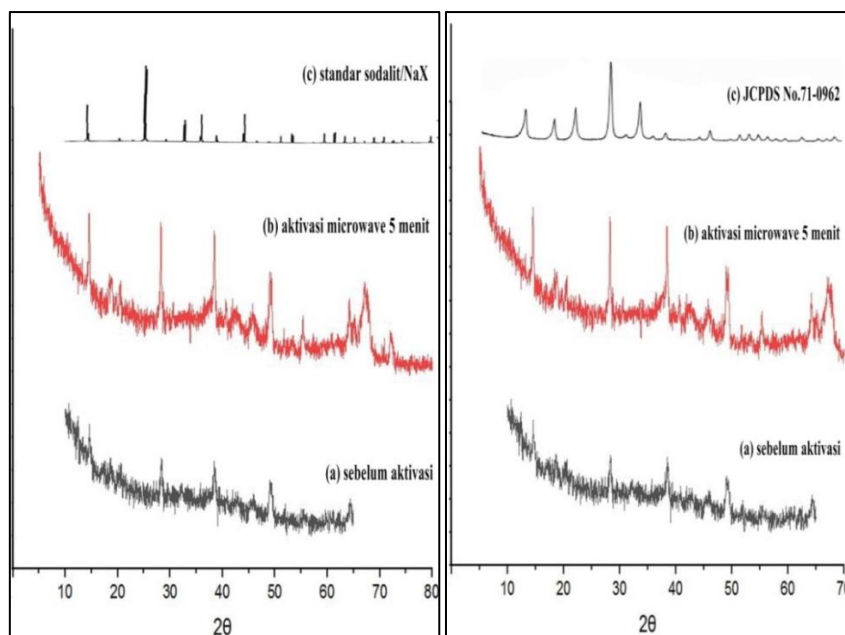 (c) standar sodalit/NaX
(b) aktivasi microwave 5 menit
(a) sebelum aktivasi
10 20 30 40 50 60 70 80
2θ
(c) JCPDS No.71-0962
(b) aktivasi microwave 5 menit
(a) sebelum aktivasi
10 20 30 40 50 60 70
2θ